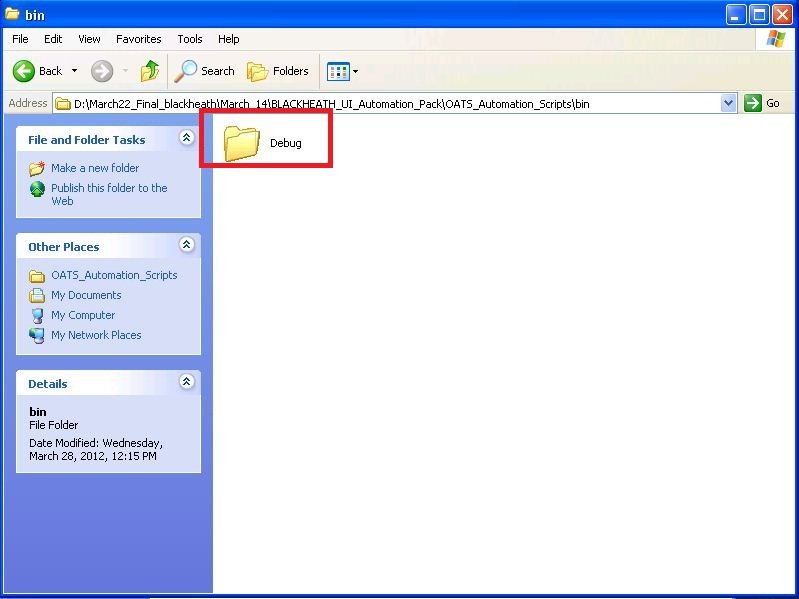 bin
File Edit View Favorites Tools Help
Back Search Folders
Address D:\March22_Final_blackheath\March_14\BLACKHEATH_UI_Automation_Pack\OATS_Automation_Scripts\bin Go
File and Folder Tasks
Make a new folder
Publish this folder to the
Web
Other Places
OATS_Automation_Scripts
My Documents
My Computer
My Network Places
Details
bin
File Folder
Date Modified: Wednesday,
March 28, 2012, 12:15 PM
Debug